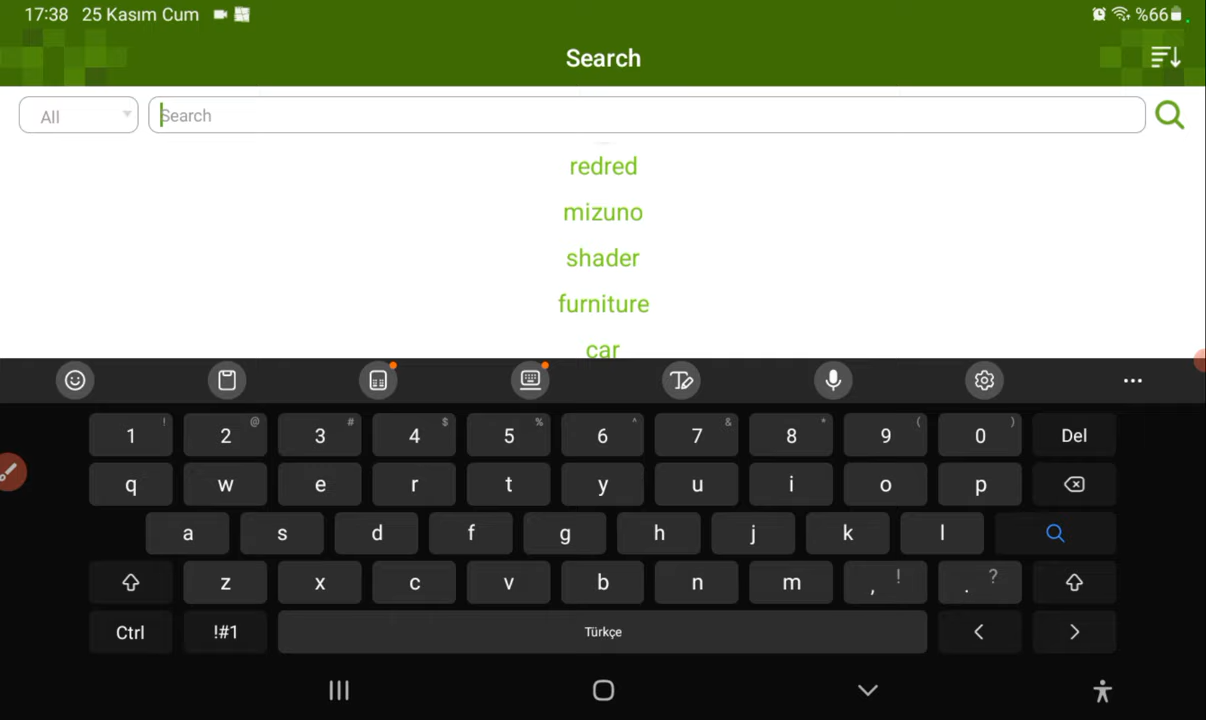 17:38 25 Kasım Cum %66
Search
All Search
redred
mizuno
shader
furniture
car
1 ! 2 @ 3 # 4 $ 5 % 6 ^ 7 & 8 * 9 ( 0 ) Del
q w e r t y u i o p
a s d f g h j k l
z x c v b n m , ! . ?
Ctrl !#1 Türkçe < >